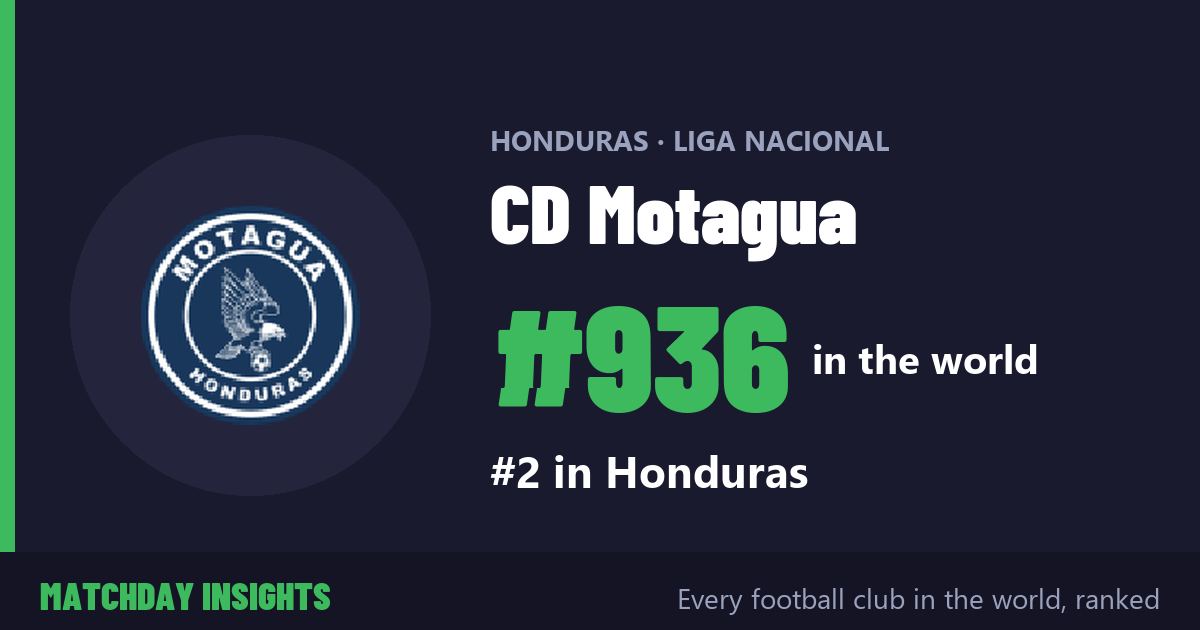 MOTAGUA
HONDURAS
HONDURAS · LIGA NACIONAL
CD Motagua
#936 in the world
#2 in Honduras
MATCHDAY INSIGHTS
Every football club in the world, ranked